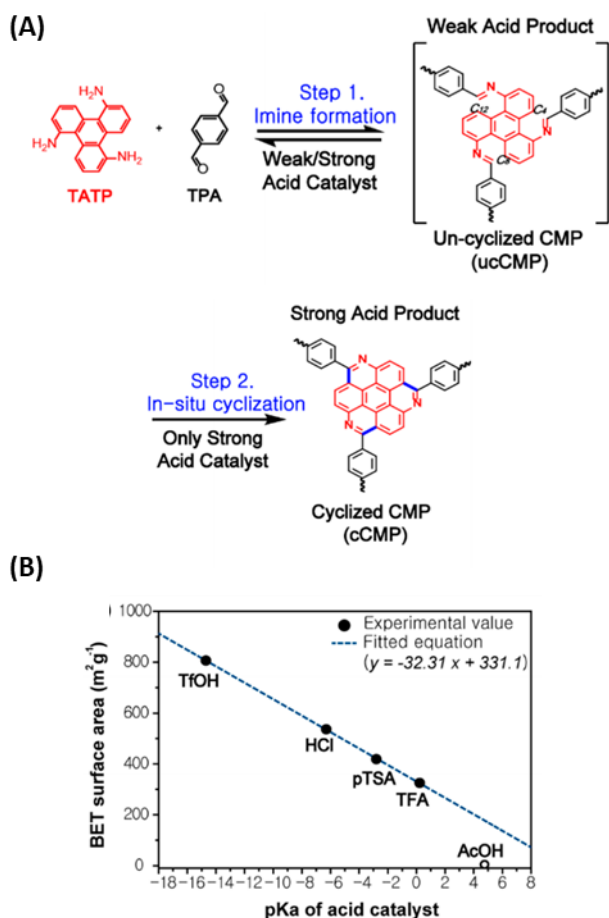 (A)
Weak Acid Product
H₂N
H₂N
NH₂
TATP
+
O
O
TPA
Step 1.
Imine formation
Weak/Strong
Acid Catalyst
N
C₁₂
C₄
N
N
C₈
Un-cyclized CMP
(ucCMP)
Step 2.
In-situ cyclization
Only Strong
Acid Catalyst
Strong Acid Product
N
N
N
Cyclized CMP
(cCMP)
(B)
BET surface area (m²g⁻¹)
1000
800
600
400
200
0
Experimental value
Fitted equation
(y = -32.31 x + 331.1)
TfOH
HCl
pTSA
TFA
AcOH
-18 -16 -14 -12 -10 -8 -6 -4 -2 0 2 4 6 8
pKa of acid catalyst